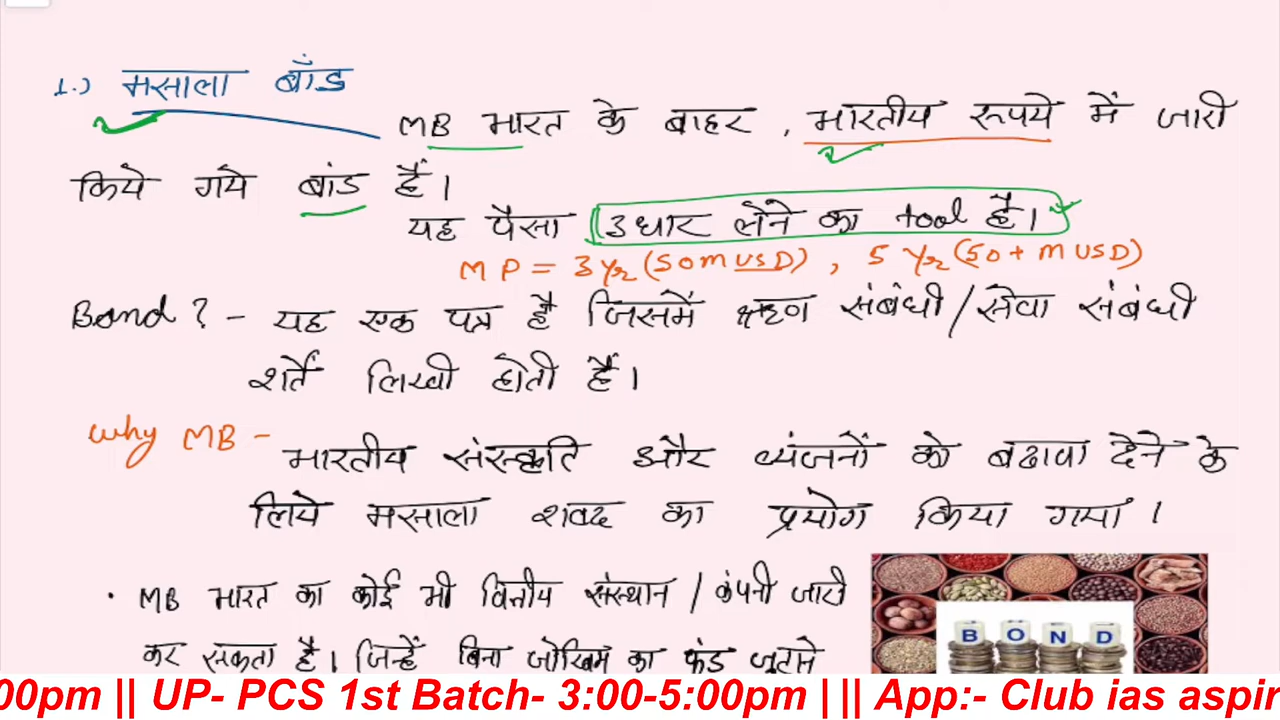 1.) मसाला बॉंड
MB भारत के बाहर , भारतीय रूपये में जारी
किये गये बांड हैं।
यह पैसा उधार लेने का tool है।
MP = 3 Yr (50 m USD) , 5 Yr (50 + m USD)
Bond ? - यह एक पत्र है जिसमें ऋण संबंधी / सेवा संबंधी
शर्तें लिखी होती हैं।
Why MB - भारतीय संस्कृति और व्यंजनों को बढावा देने के
लिये मसाला शब्द का प्रयोग किया गया ।
• MB भारत का कोई भी वित्तीय संस्थान / कंपनी जारी
कर सकता है। जिन्हें बिना जोखिम का फंड जुटाने
BOND
00pm || UP- PCS 1st Batch- 3:00-5:00pm | || App:- Club ias aspir